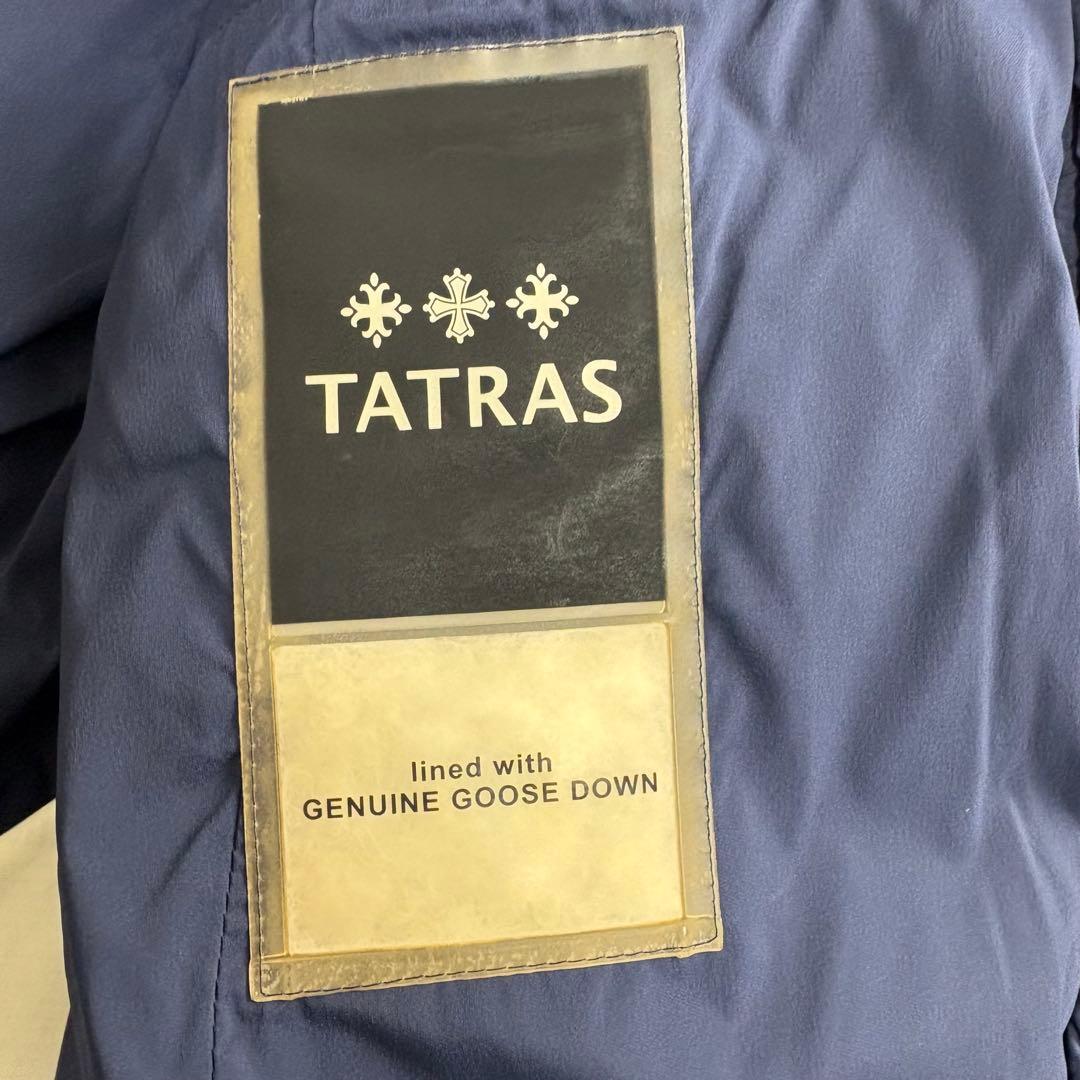 TATRAS
lined with
GENUINE GOOSE DOWN